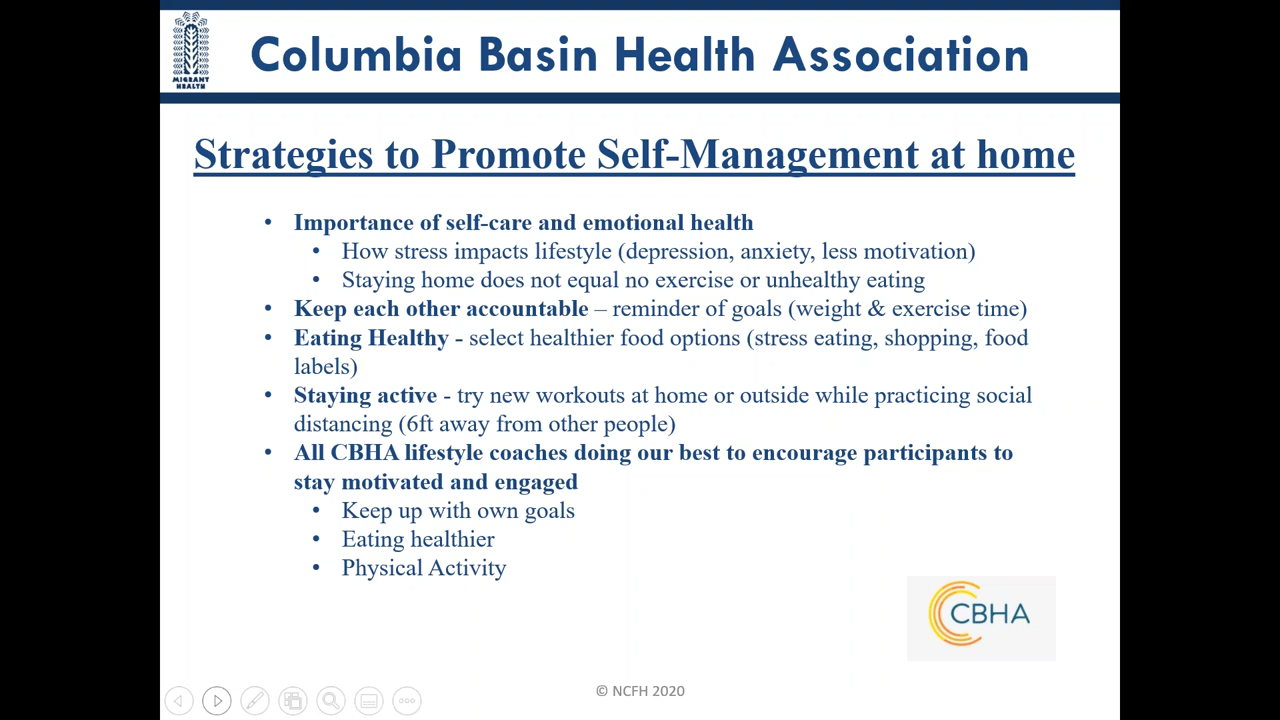 MIGRANT
HEALTH
Columbia Basin Health Association
Strategies to Promote Self-Management at home
• Importance of self-care and emotional health
• How stress impacts lifestyle (depression, anxiety, less motivation)
• Staying home does not equal no exercise or unhealthy eating
• Keep each other accountable – reminder of goals (weight & exercise time)
• Eating Healthy - select healthier food options (stress eating, shopping, food
labels)
• Staying active - try new workouts at home or outside while practicing social
distancing (6ft away from other people)
• All CBHA lifestyle coaches doing our best to encourage participants to
stay motivated and engaged
• Keep up with own goals
• Eating healthier
• Physical Activity
CBHA
© NCFH 2020